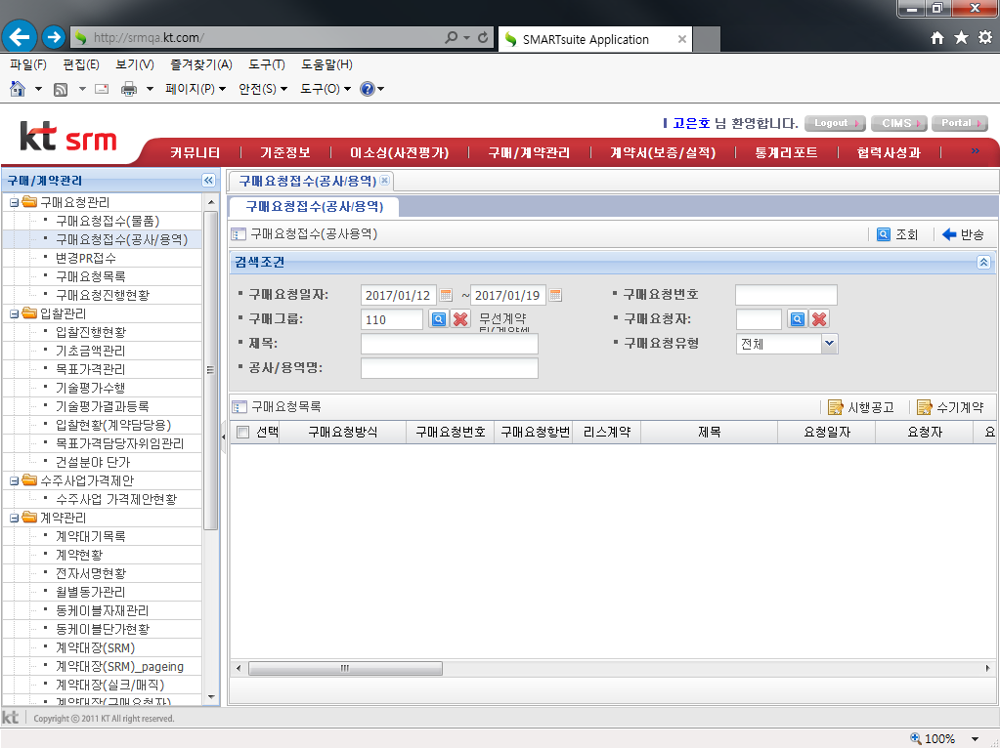 http://srmqa.kt.com/
SMARTsuite Application
파일(F) 편집(E) 보기(V) 즐겨찾기(A) 도구(T) 도움말(H)
페이지(P) 안전(S) 도구(O)
kt srm
고은호 님 환영합니다. Logout CIMS Portal
커뮤니티 기준정보 이소싱(사전평가) 구매/계약관리 계약서(보증/실적) 통계리포트 협력사성과 »
구매/계약관리
구매요청관리
구매요청접수(물품)
구매요청접수(공사/용역)
변경PR접수
구매요청목록
구매요청진행현황
입찰관리
입찰진행현황
기초금액관리
목표가격관리
기술평가수행
기술평가결과등록
입찰현황(계약담당용)
목표가격담당자위임관리
건설분야 단가
수주사업가격제안
수주사업 가격제안현황
계약관리
계약대기목록
계약현황
전자서명현황
월별동가관리
동케이블자재관리
동케이블단가현황
계약대장(SRM)
계약대장(SRM)_pageing
계약대장(실크/매직)
계약대장(구매요청자)
구매요청접수(공사/용역)
구매요청접수(공사/용역)
구매요청접수(공사용역) 조회 반송
검색조건
구매요청일자: 2017/01/12 ~ 2017/01/19 구매요청번호
구매그룹: 110 무선계약 구매요청자:
제목: 구매요청유형 전체
공사/용역명:
구매요청목록 시행공고 수기계약
선택 구매요청방식 구매요청번호 구매요청항번 리스계약 제목 요청일자 요청자 요
kt Copyright ⓒ 2011 KT All right reserved.
100%